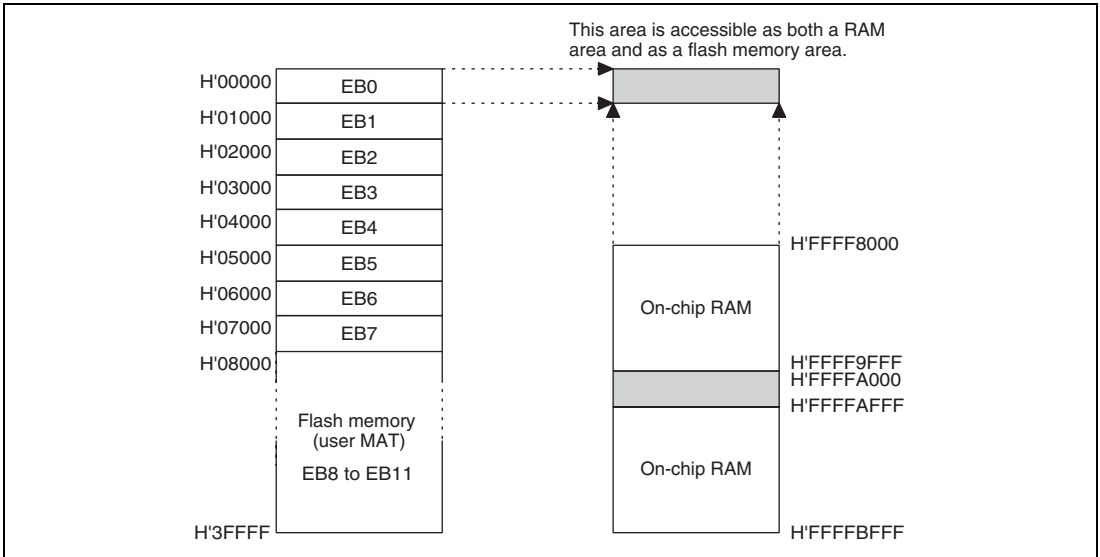 This area is accessible as both a RAM
area and as a flash memory area.
H'00000
EB0
H'01000
EB1
H'02000
EB2
H'03000
EB3
H'04000
EB4
H'05000
EB5
H'06000
EB6
H'07000
EB7
H'08000
Flash memory
(user MAT)
EB8 to EB11
H'3FFFF
H'FFFF8000
On-chip RAM
H'FFFF9FFF
H'FFFFA000
H'FFFFAFFF
On-chip RAM
H'FFFFBFFF